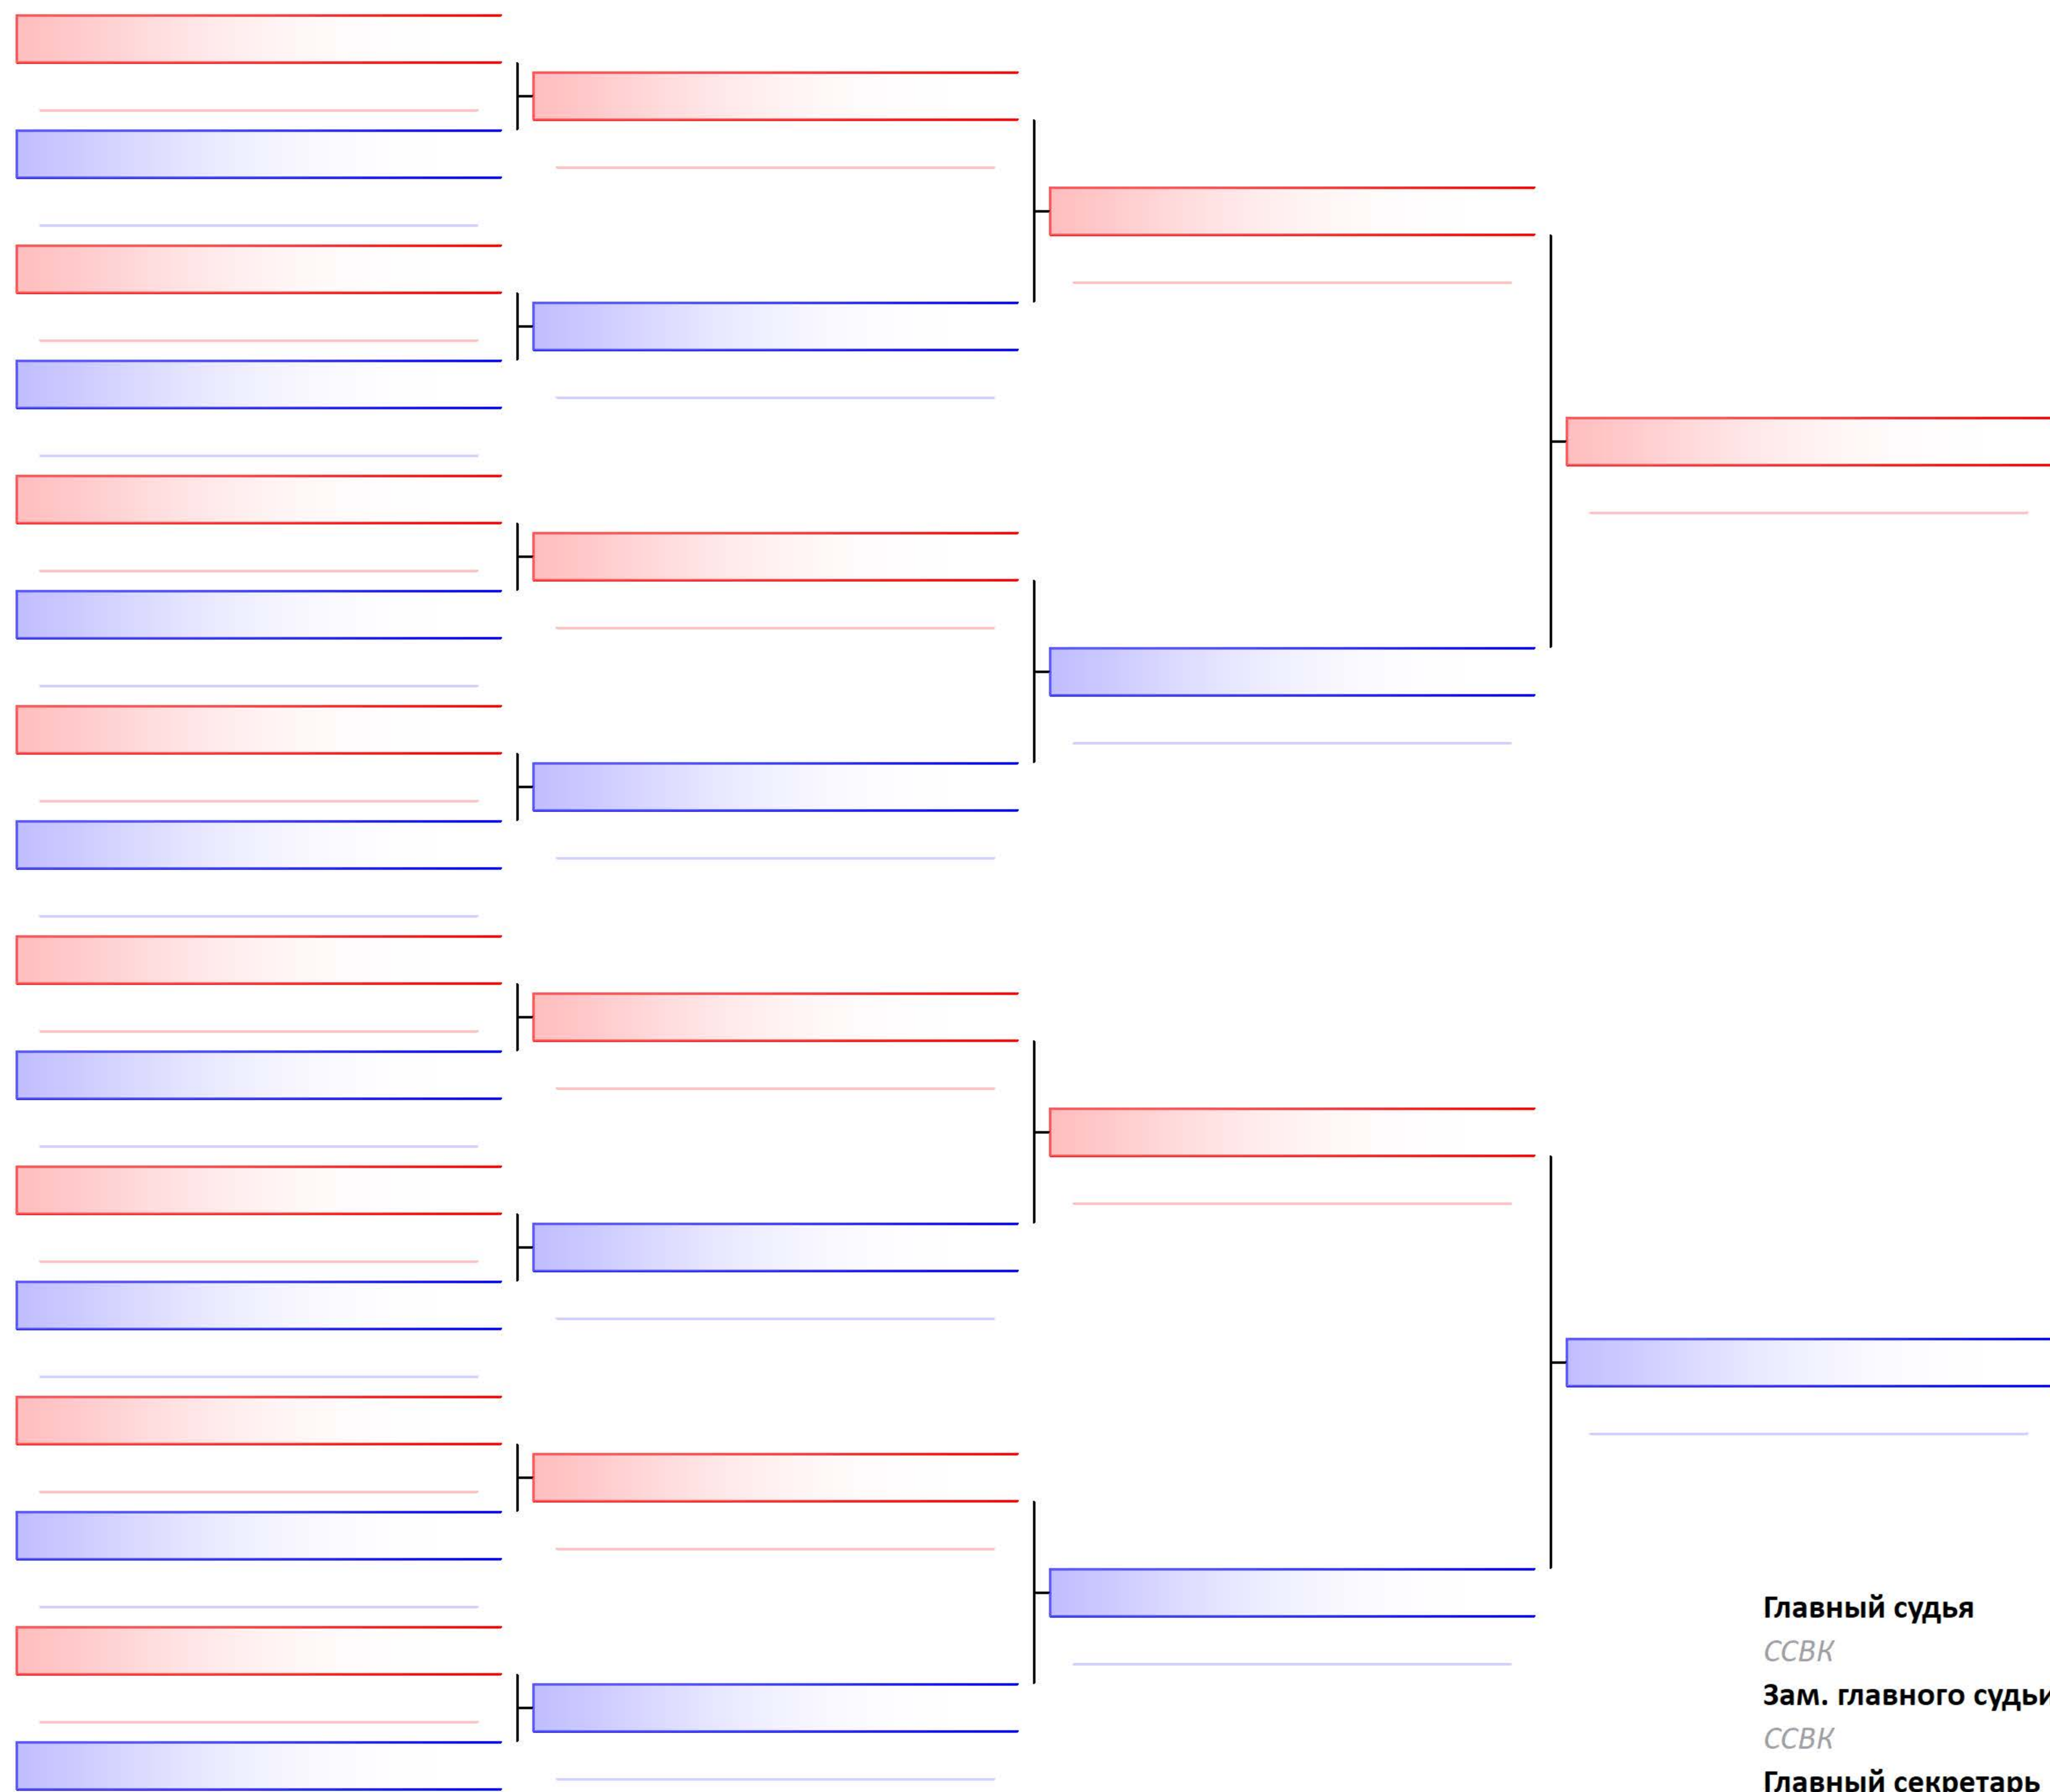 Главный судья
ССВК
Зам. главного судьи
ССВК
Главный секретарь